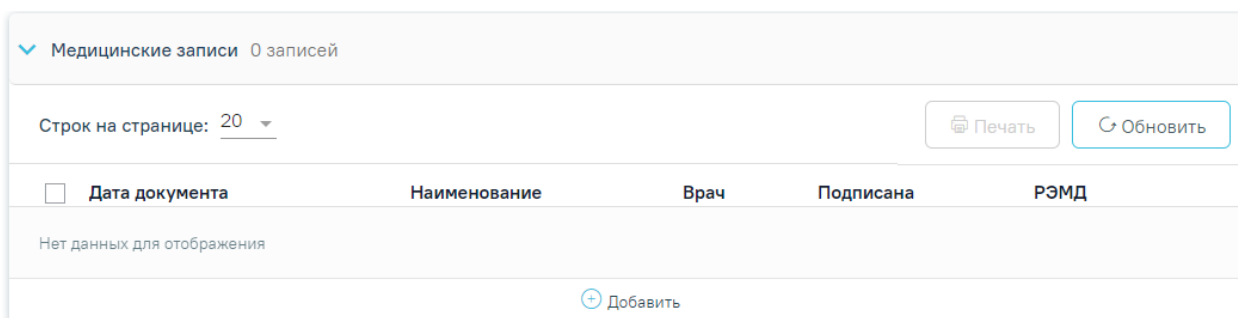 Медицинские записи 0 записей
Строк на странице: 20 Печать Обновить
Дата документа Наименование Врач Подписана РЭМД
Нет данных для отображения
Добавить